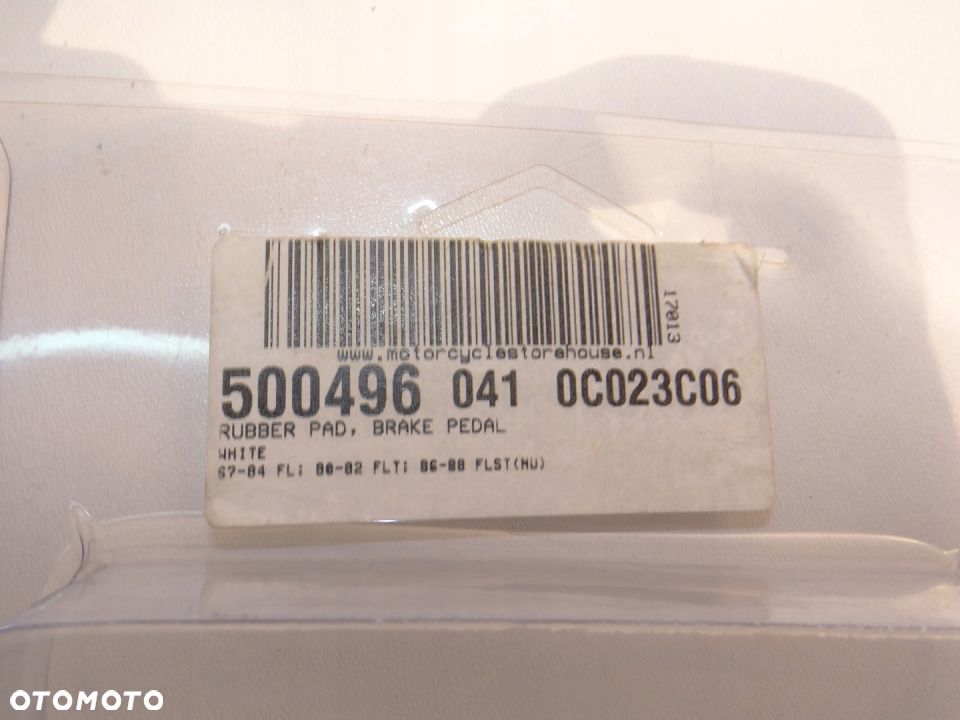 17013
www.motorcyclestorehouse.nl
500496 041 0C023C06
RUBBER PAD, BRAKE PEDAL
WHITE
67-84 FL; 80-82 FLT; 86-88 FLST(NU)
OTOMOTO